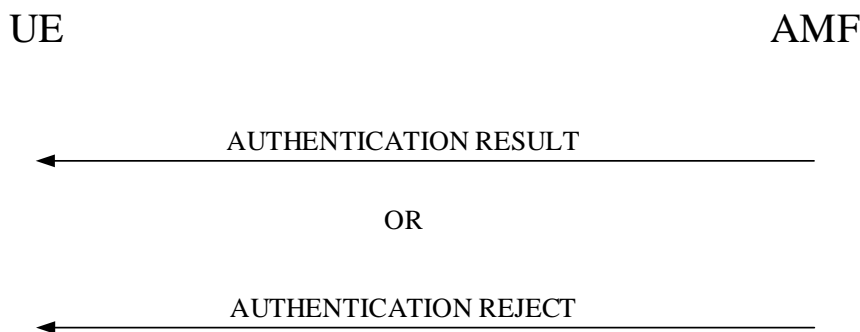 UE AMF
AUTHENTICATION RESULT
OR
AUTHENTICATION REJECT